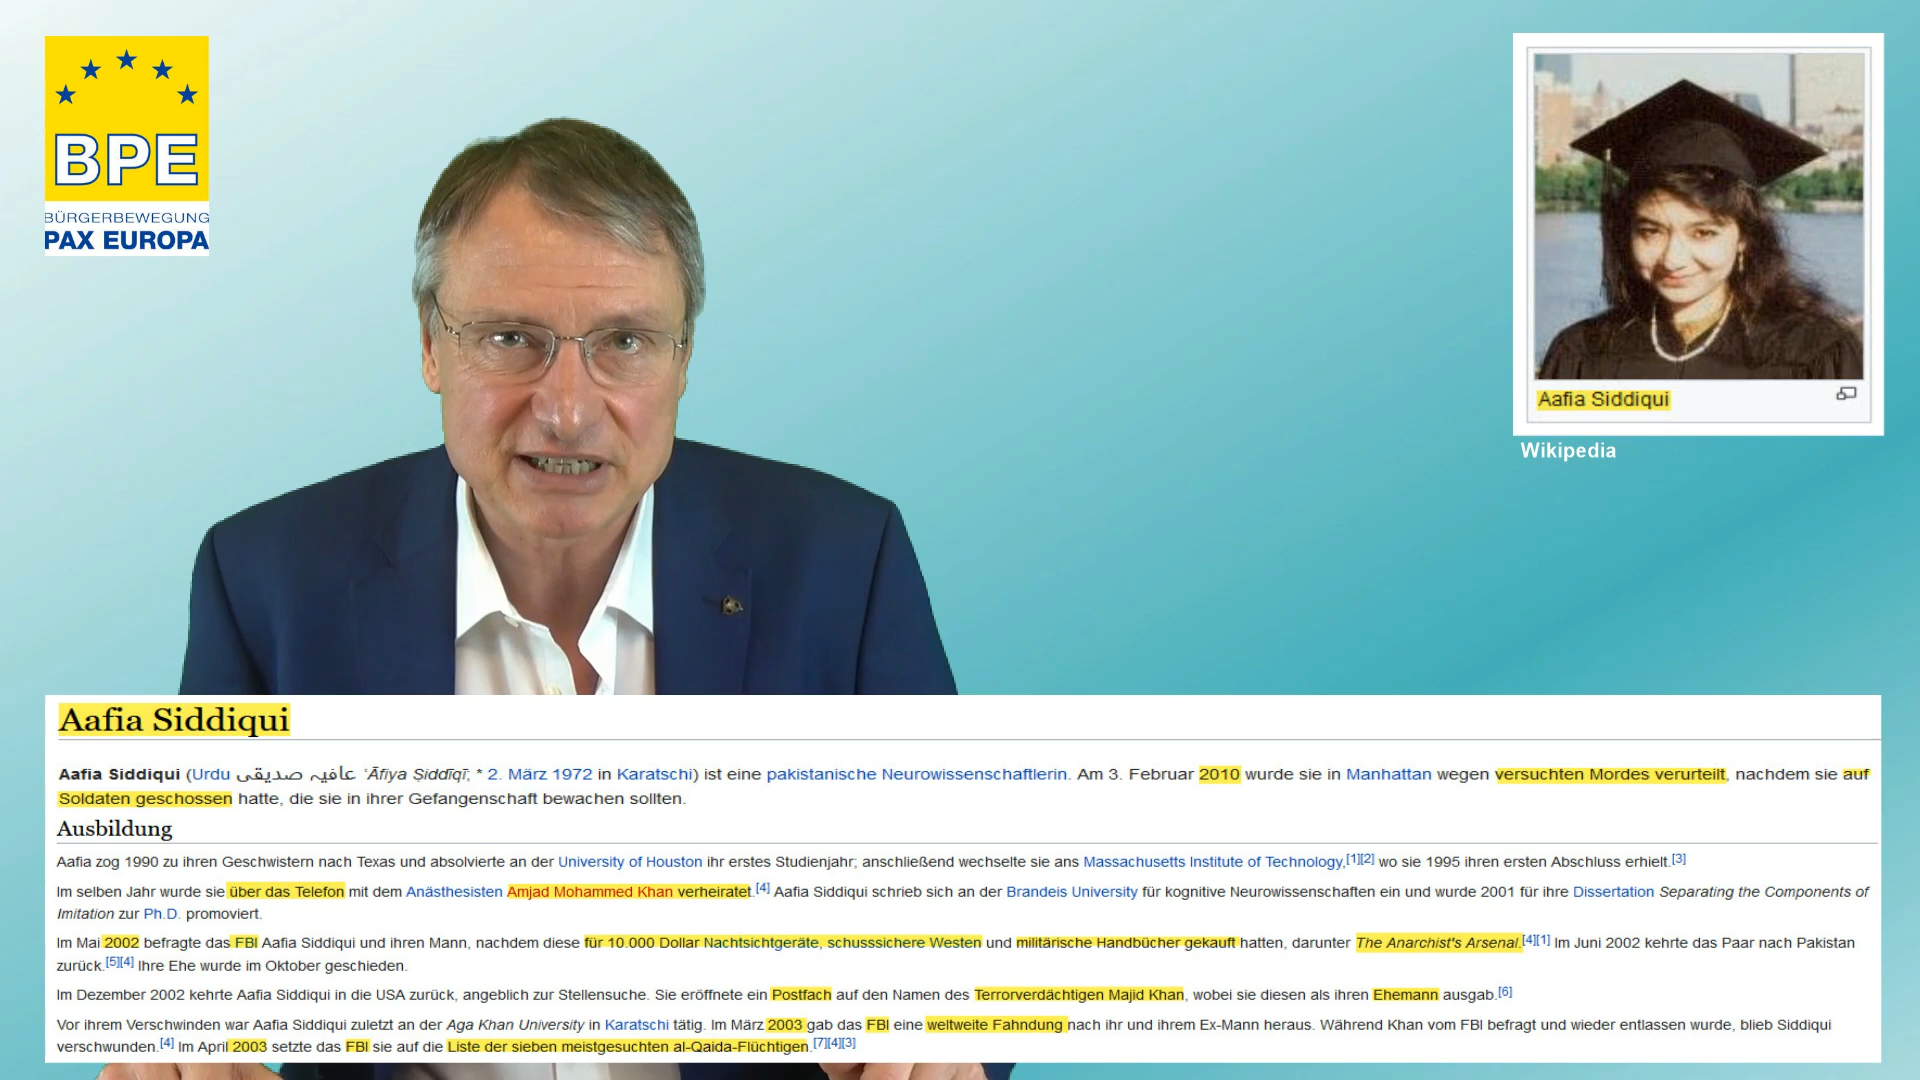 BPE
BÜRGERBEWEGUNG
PAX EUROPA
Aafia Siddiqui
Wikipedia
Aafia Siddiqui
Aafia Siddiqui (Urdu عافیہ صدیقی ʿĀfiya Ṣiddīqī; * 2. März 1972 in Karatschi) ist eine pakistanische Neurowissenschaftlerin. Am 3. Februar 2010 wurde sie in Manhattan wegen versuchten Mordes verurteilt, nachdem sie auf
Soldaten geschossen hatte, die sie in ihrer Gefangenschaft bewachen sollten.
Ausbildung
Aafia zog 1990 zu ihren Geschwistern nach Texas und absolvierte an der University of Houston ihr erstes Studienjahr; anschließend wechselte sie ans Massachusetts Institute of Technology,[1][2] wo sie 1995 ihren ersten Abschluss erhielt.[3]
Im selben Jahr wurde sie über das Telefon mit dem Anästhesisten Amjad Mohammed Khan verheiratet.[4] Aafia Siddiqui schrieb sich an der Brandeis University für kognitive Neurowissenschaften ein und wurde 2001 für ihre Dissertation Separating the Components of
Imitation zur Ph.D. promoviert.
Im Mai 2002 befragte das FBI Aafia Siddiqui und ihren Mann, nachdem diese für 10.000 Dollar Nachtsichtgeräte, schusssichere Westen und militärische Handbücher gekauft hatten, darunter The Anarchist's Arsenal.[4][1] Im Juni 2002 kehrte das Paar nach Pakistan
zurück.[5][4] Ihre Ehe wurde im Oktober geschieden.
Im Dezember 2002 kehrte Aafia Siddiqui in die USA zurück, angeblich zur Stellensuche. Sie eröffnete ein Postfach auf den Namen des Terrorverdächtigen Majid Khan, wobei sie diesen als ihren Ehemann ausgab.[6]
Vor ihrem Verschwinden war Aafia Siddiqui zuletzt an der Aga Khan University in Karatschi tätig. Im März 2003 gab das FBI eine weltweite Fahndung nach ihr und ihrem Ex-Mann heraus. Während Khan vom FBI befragt und wieder entlassen wurde, blieb Siddiqui
verschwunden.[4] Im April 2003 setzte das FBI sie auf die Liste der sieben meistgesuchten al-Qaida-Flüchtigen.[7][4][3]